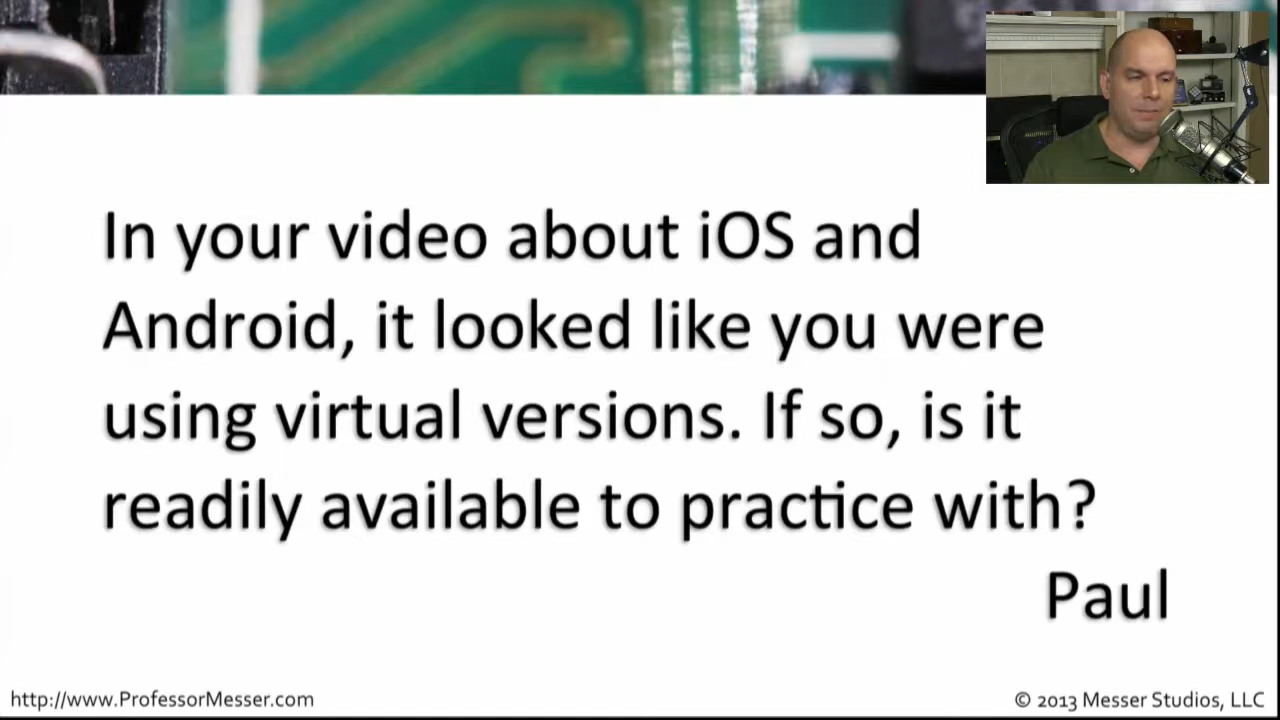 In your video about iOS and
Android, it looked like you were
using virtual versions. If so, is it
readily available to practice with?
Paul
http://www.ProfessorMesser.com
© 2013 Messer Studios, LLC